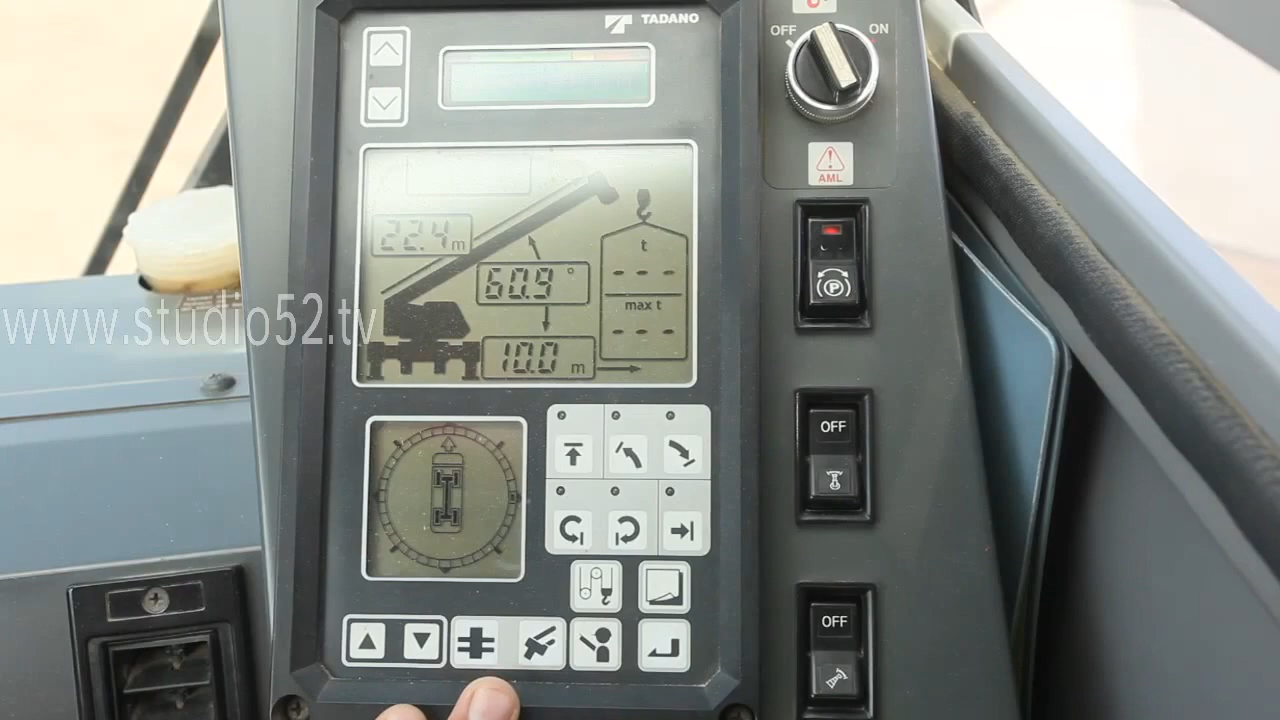 TADANO
OFF ON
AML
22.4 m
60.9 °
10.0 m
t
- - -
max t
- - -
P
OFF
OFF
www.studio52.tv